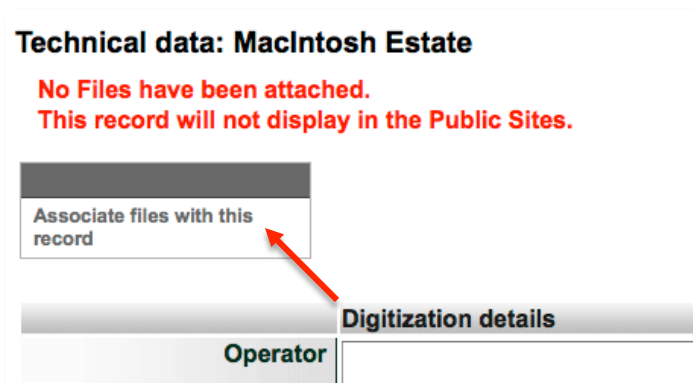 Technical data: MacIntosh Estate
No Files have been attached.
This record will not display in the Public Sites.
Associate files with this
record
Digitization details
Operator